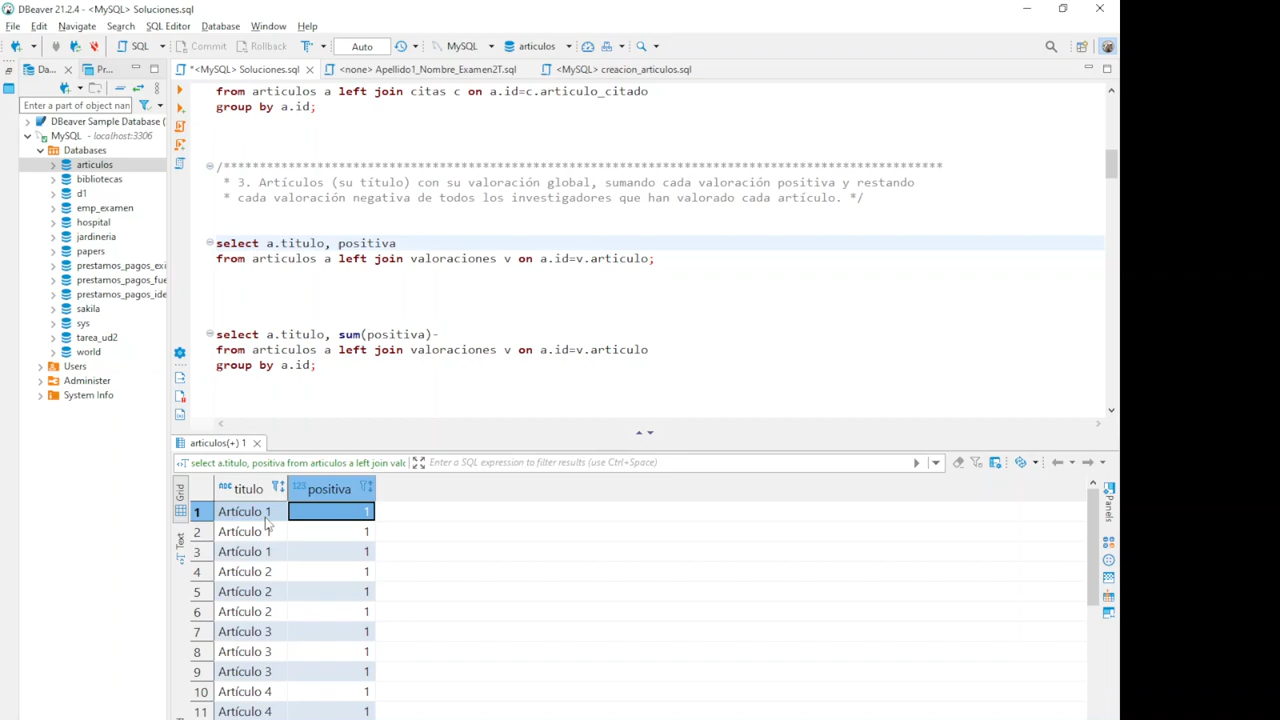 DBeaver 21.2.4 - <MySQL> Soluciones.sql
File Edit Navigate Search SQL Editor Database Window Help
SQL Commit Rollback Auto MySQL articulos
Da... Pr... *<MySQL> Soluciones.sql <none> Apellido1_Nombre_Examen2T.sql <MySQL> creacion_articulos.sql
Enter a part of object nan
DBeaver Sample Database (
MySQL - localhost:3306
Databases
articulos
bibliotecas
d1
emp_examen
hospital
jardineria
papers
prestamos_pagos_exi
prestamos_pagos_fue
prestamos_pagos_ide
sakila
sys
tarea_ud2
world
Users
Administer
System Info
from articulos a left join citas c on a.id=c.articulo_citado
group by a.id;
/****************************************************************************************************
* 3. Artículos (su título) con su valoración global, sumando cada valoración positiva y restando
* cada valoración negativa de todos los investigadores que han valorado cada artículo. */
select a.titulo, positiva
from articulos a left join valoraciones v on a.id=v.articulo;
select a.titulo, sum(positiva)-
from articulos a left join valoraciones v on a.id=v.articulo
group by a.id;
articulos(+) 1
select a.titulo, positiva from articulos a left join valc Enter a SQL expression to filter results (use Ctrl+Space)
Grid
Text
Panels
ABC titulo 123 positiva
1 Artículo 1 1
2 Artículo 1 1
3 Artículo 1 1
4 Artículo 2 1
5 Artículo 2 1
6 Artículo 2 1
7 Artículo 3 1
8 Artículo 3 1
9 Artículo 3 1
10 Artículo 4 1
11 Artículo 4 1